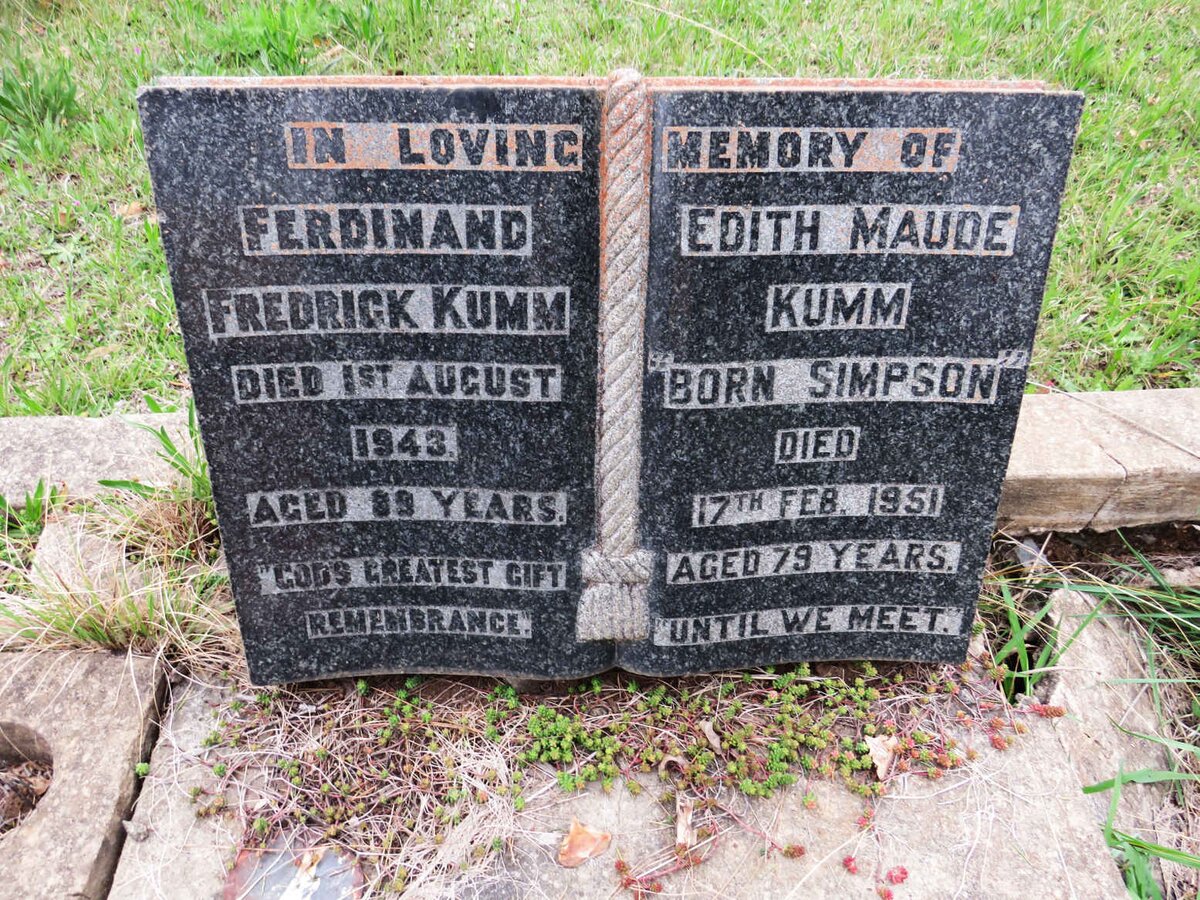 IN LOVING MEMORY OF
FERDINAND
FREDRICK KUMM
DIED 1ST AUGUST
1943.
AGED 89 YEARS.
"GOD'S GREATEST GIFT
REMEMBRANCE."
EDITH MAUDE
KUMM
"BORN SIMPSON"
DIED
17TH FEB. 1951
AGED 79 YEARS.
"UNTIL WE MEET."